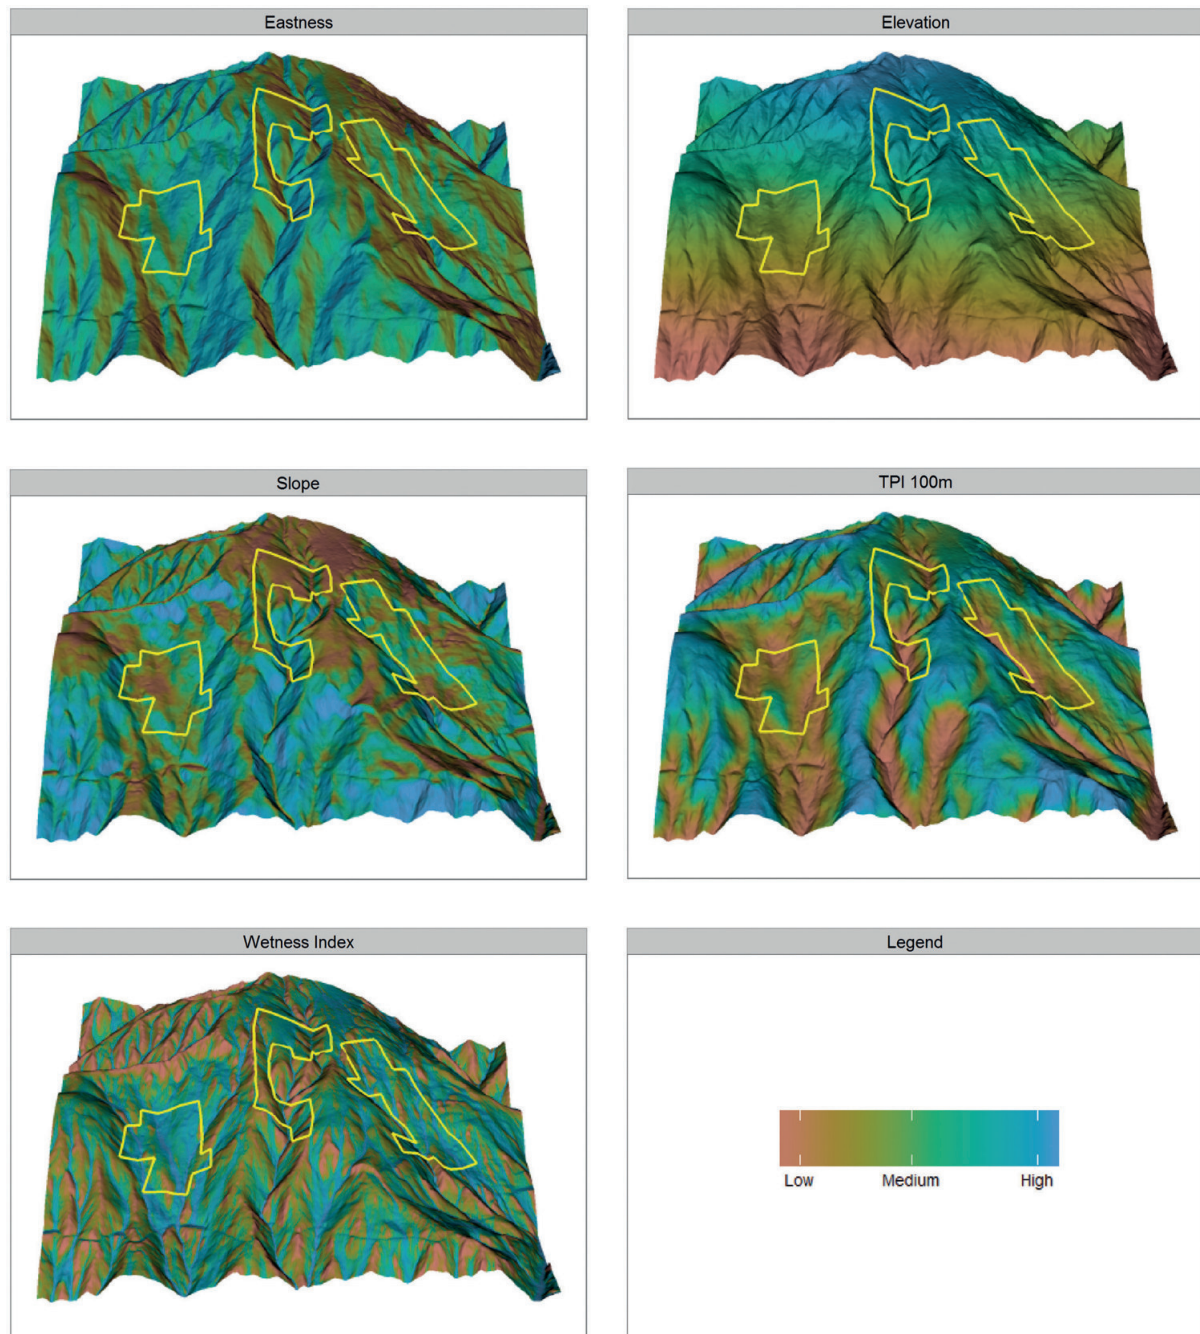 Eastness
Elevation
Slope
TPI 100m
Wetness Index
Legend
Low Medium High